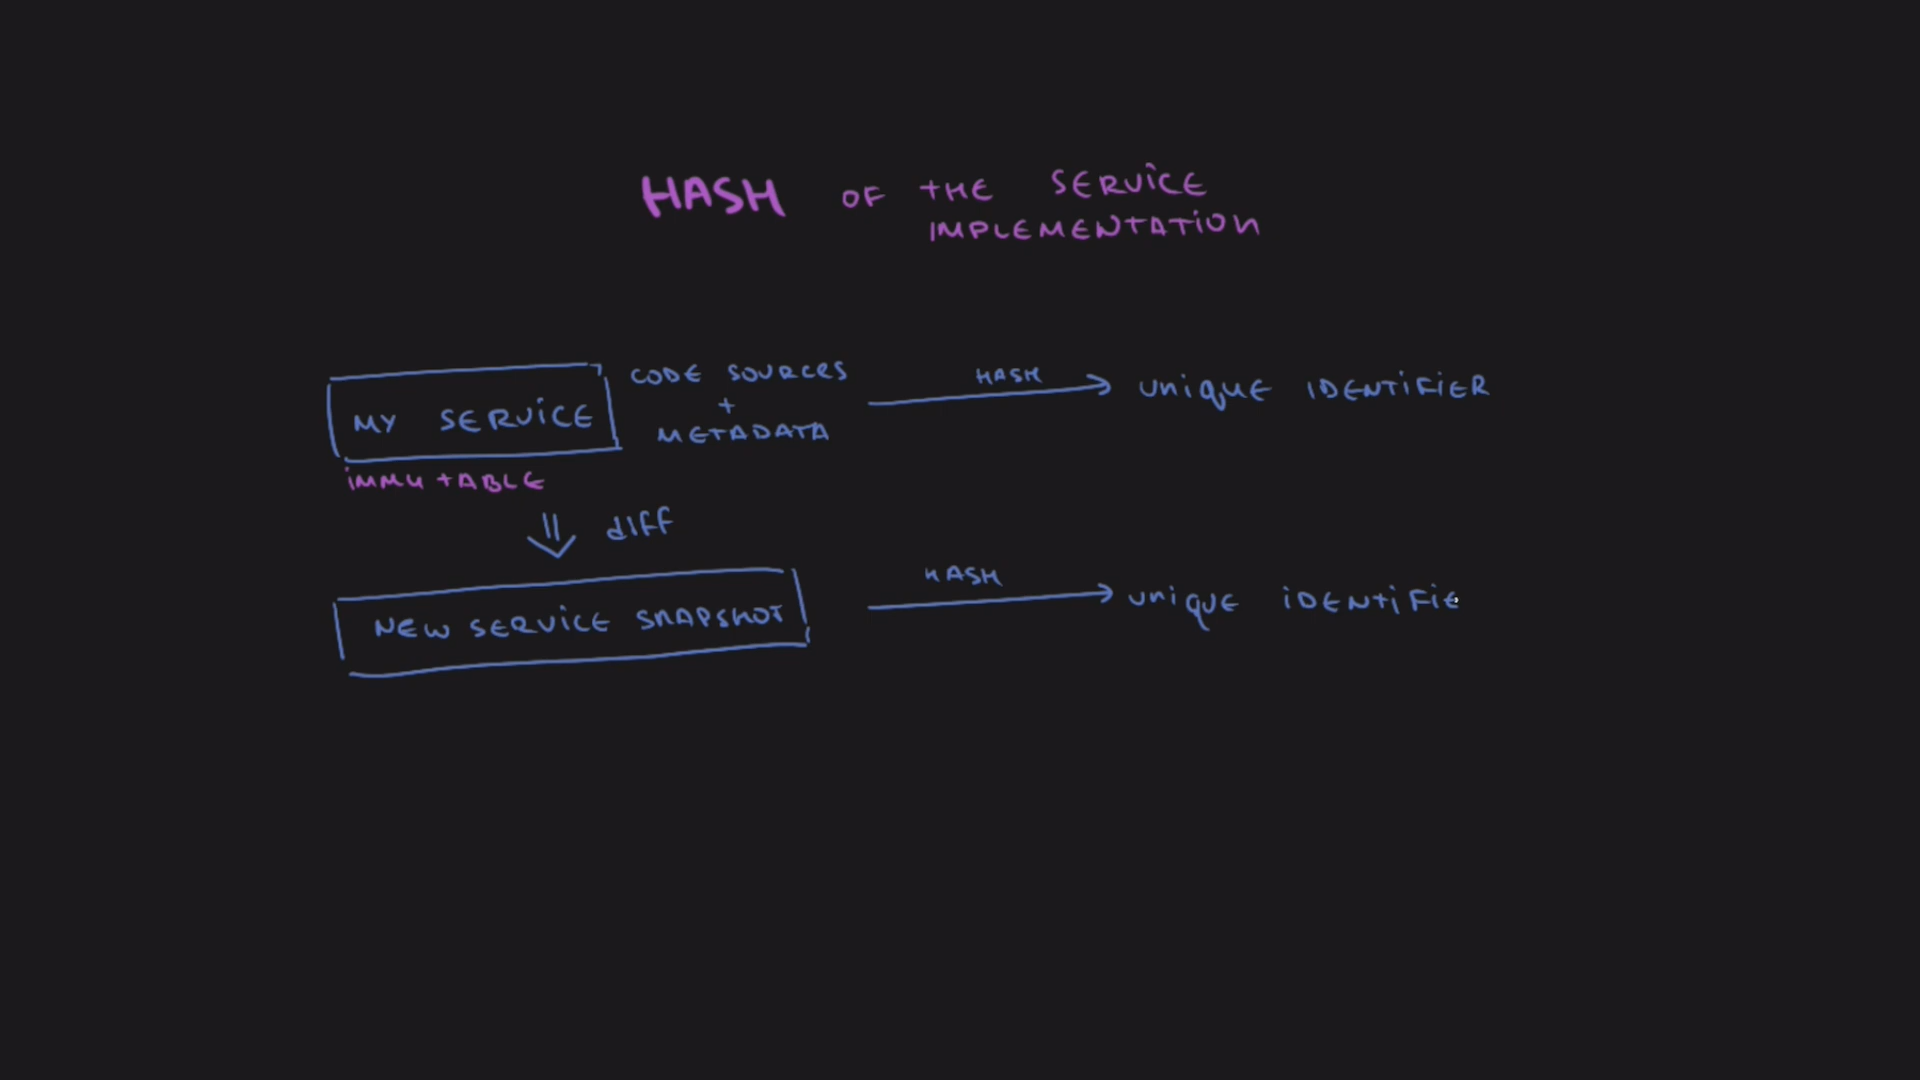 HASH OF THE SERVICE
IMPLEMENTATION
MY SERVICE
CODE SOURCES
+
METADATA
HASH
UNIQUE IDENTIFIER
IMMUTABLE
diff
NEW SERVICE SNAPSHOT
HASH
UNIQUE IDENTIFIE